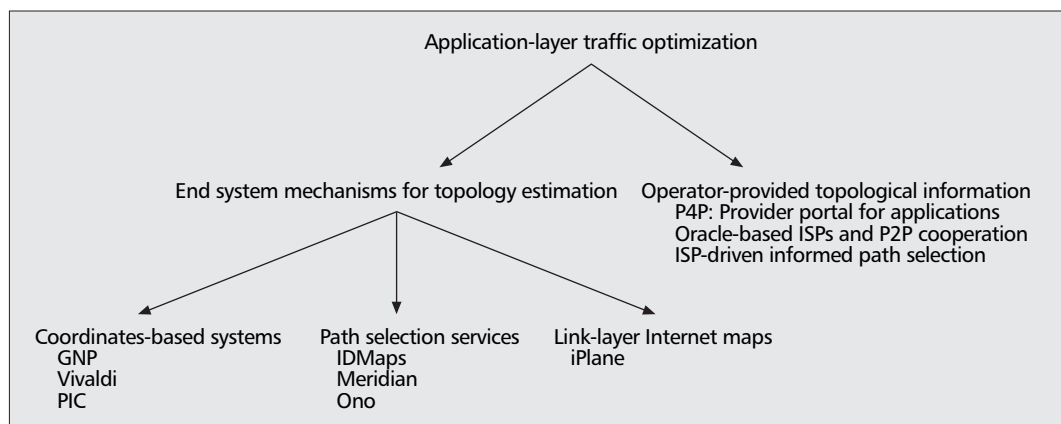 Application-layer traffic optimization
End system mechanisms for topology estimation
Operator-provided topological information
P4P: Provider portal for applications
Oracle-based ISPs and P2P cooperation
ISP-driven informed path selection
Coordinates-based systems
GNP
Vivaldi
PIC
Path selection services
IDMaps
Meridian
Ono
Link-layer Internet maps
iPlane